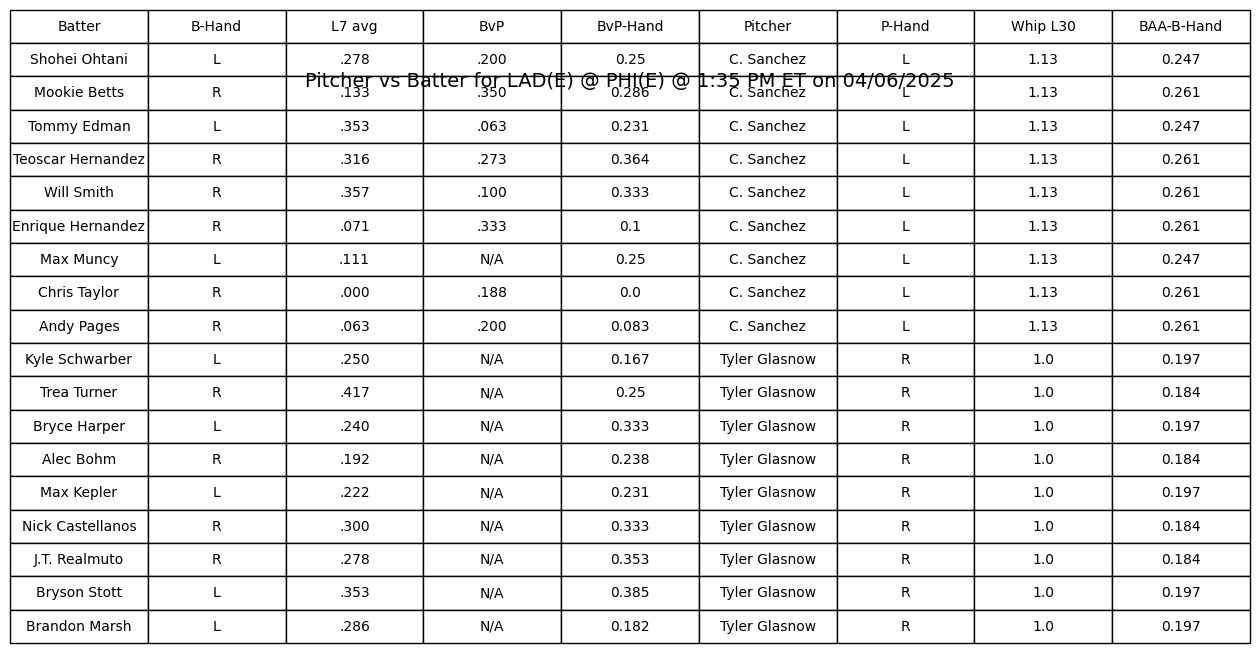 Batter B-Hand L7 avg BvP BvP-Hand Pitcher P-Hand Whip L30 BAA-B-Hand
Shohei Ohtani L .278 .200 0.25 C. Sanchez L 1.13 0.247
Pitcher vs Batter for LAD(E) @ PHI(E) @ 1:35 PM ET on 04/06/2025
Mookie Betts R .133 .350 0.286 C. Sanchez L 1.13 0.261
Tommy Edman L .353 .063 0.231 C. Sanchez L 1.13 0.247
Teoscar Hernandez R .316 .273 0.364 C. Sanchez L 1.13 0.261
Will Smith R .357 .100 0.333 C. Sanchez L 1.13 0.261
Enrique Hernandez R .071 .333 0.1 C. Sanchez L 1.13 0.261
Max Muncy L .111 N/A 0.25 C. Sanchez L 1.13 0.247
Chris Taylor R .000 .188 0.0 C. Sanchez L 1.13 0.261
Andy Pages R .063 .200 0.083 C. Sanchez L 1.13 0.261
Kyle Schwarber L .250 N/A 0.167 Tyler Glasnow R 1.0 0.197
Trea Turner R .417 N/A 0.25 Tyler Glasnow R 1.0 0.184
Bryce Harper L .240 N/A 0.333 Tyler Glasnow R 1.0 0.197
Alec Bohm R .192 N/A 0.238 Tyler Glasnow R 1.0 0.184
Max Kepler L .222 N/A 0.231 Tyler Glasnow R 1.0 0.197
Nick Castellanos R .300 N/A 0.333 Tyler Glasnow R 1.0 0.184
J.T. Realmuto R .278 N/A 0.353 Tyler Glasnow R 1.0 0.184
Bryson Stott L .353 N/A 0.385 Tyler Glasnow R 1.0 0.197
Brandon Marsh L .286 N/A 0.182 Tyler Glasnow R 1.0 0.197